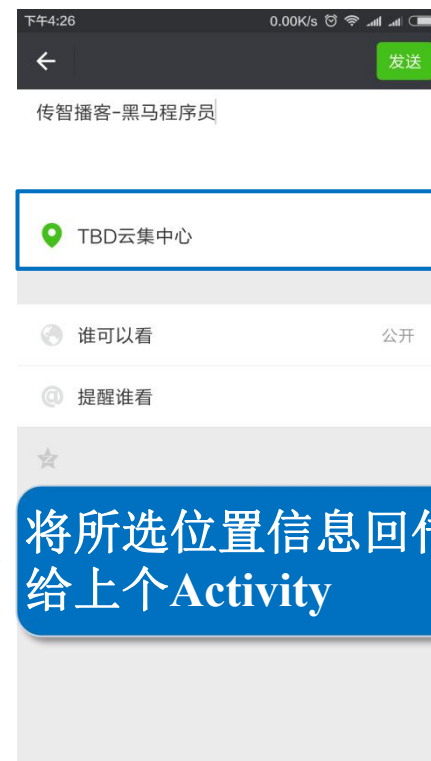 下午4:26 0.00K/s
发送
传智播客-黑马程序员
TBD云集中心
谁可以看 公开
提醒谁看
将所选位置信息回传
给上个Activity